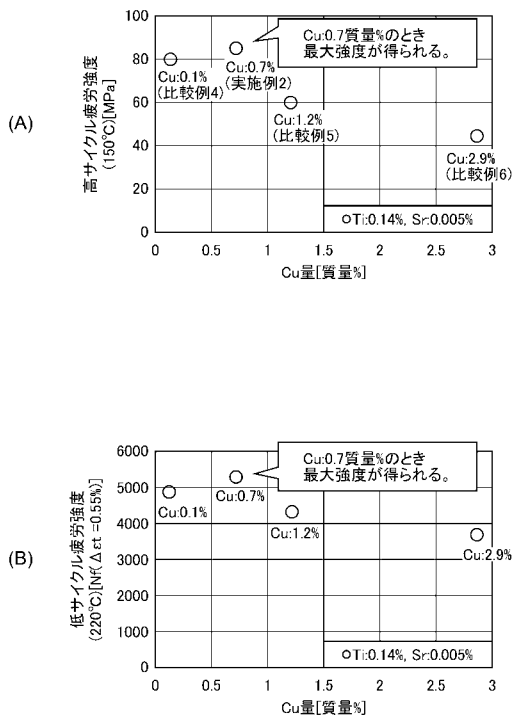 (A)
高サイクル疲労強度
(150℃)[MPa]
100
80
60
40
20
0
Cu:0.7質量%のとき
最大強度が得られる。
Cu:0.1%
(比較例4)
Cu:0.7%
(実施例2)
Cu:1.2%
(比較例5)
Cu:2.9%
(比較例6)
○Ti:0.14%, Sr:0.005%
0 0.5 1 1.5 2 2.5 3
Cu量[質量%]
(B)
低サイクル疲労強度
(220℃)[Nf(Δεt =0.55%)]
6000
5000
4000
3000
2000
1000
0
Cu:0.7質量%のとき
最大強度が得られる。
Cu:0.1%
Cu:0.7%
Cu:1.2%
Cu:2.9%
○Ti:0.14%, Sr:0.005%
0 0.5 1 1.5 2 2.5 3
Cu量[質量%]